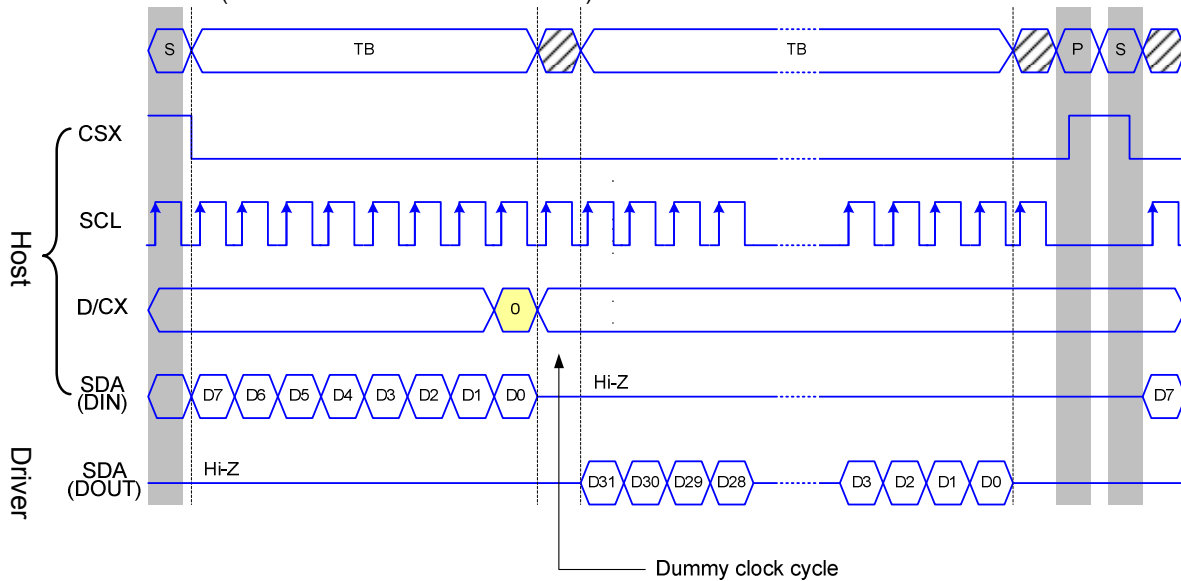 S TB TB P S
CSX
SCL
Host
D/CX 0
SDA
(DIN) D7 D6 D5 D4 D3 D2 D1 D0 Hi-Z D7
Driver
SDA
(DOUT) Hi-Z D31 D30 D29 D28 D3 D2 D1 D0
Dummy clock cycle